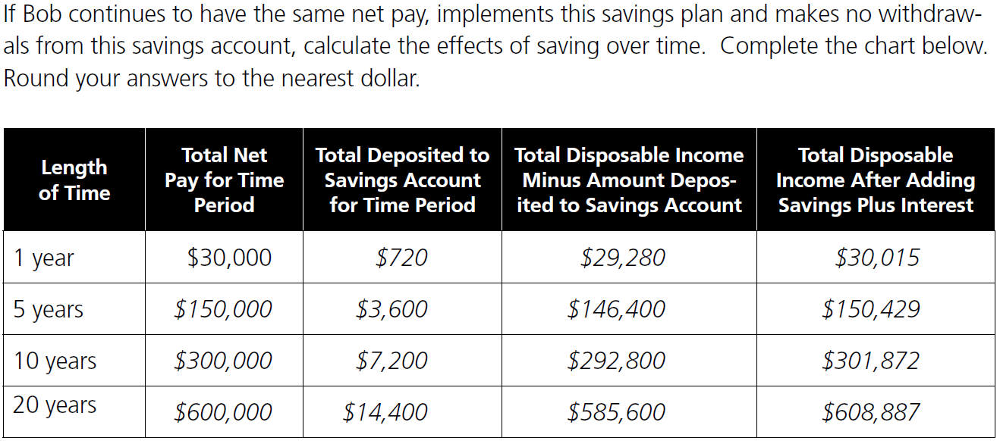 If Bob continues to have the same net pay, implements this savings plan and makes no withdraw-
als from this savings account, calculate the effects of saving over time.  Complete the chart below.
Round your answers to the nearest dollar.
Length
of Time
Total Net
Pay for Time
Period
Total Deposited to
Savings Account
for Time Period
Total Disposable Income
Minus Amount Depos-
ited to Savings Account
Total Disposable
Income After Adding
Savings Plus Interest
1 year $30,000 $720 $29,280 $30,015
5 years $150,000 $3,600 $146,400 $150,429
10 years $300,000 $7,200 $292,800 $301,872
20 years $600,000 $14,400 $585,600 $608,887